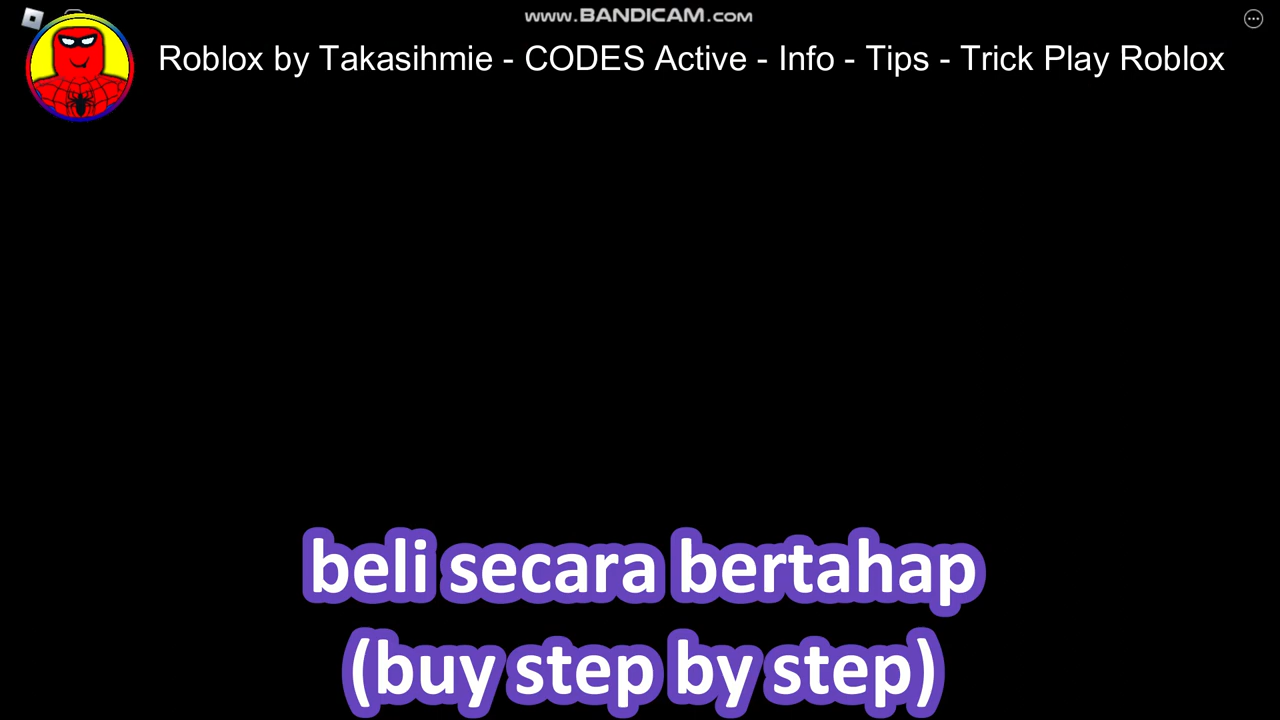 www.BANDICAM.com
Roblox by Takasihmie - CODES Active - Info - Tips - Trick Play Roblox
beli secara bertahap
(buy step by step)